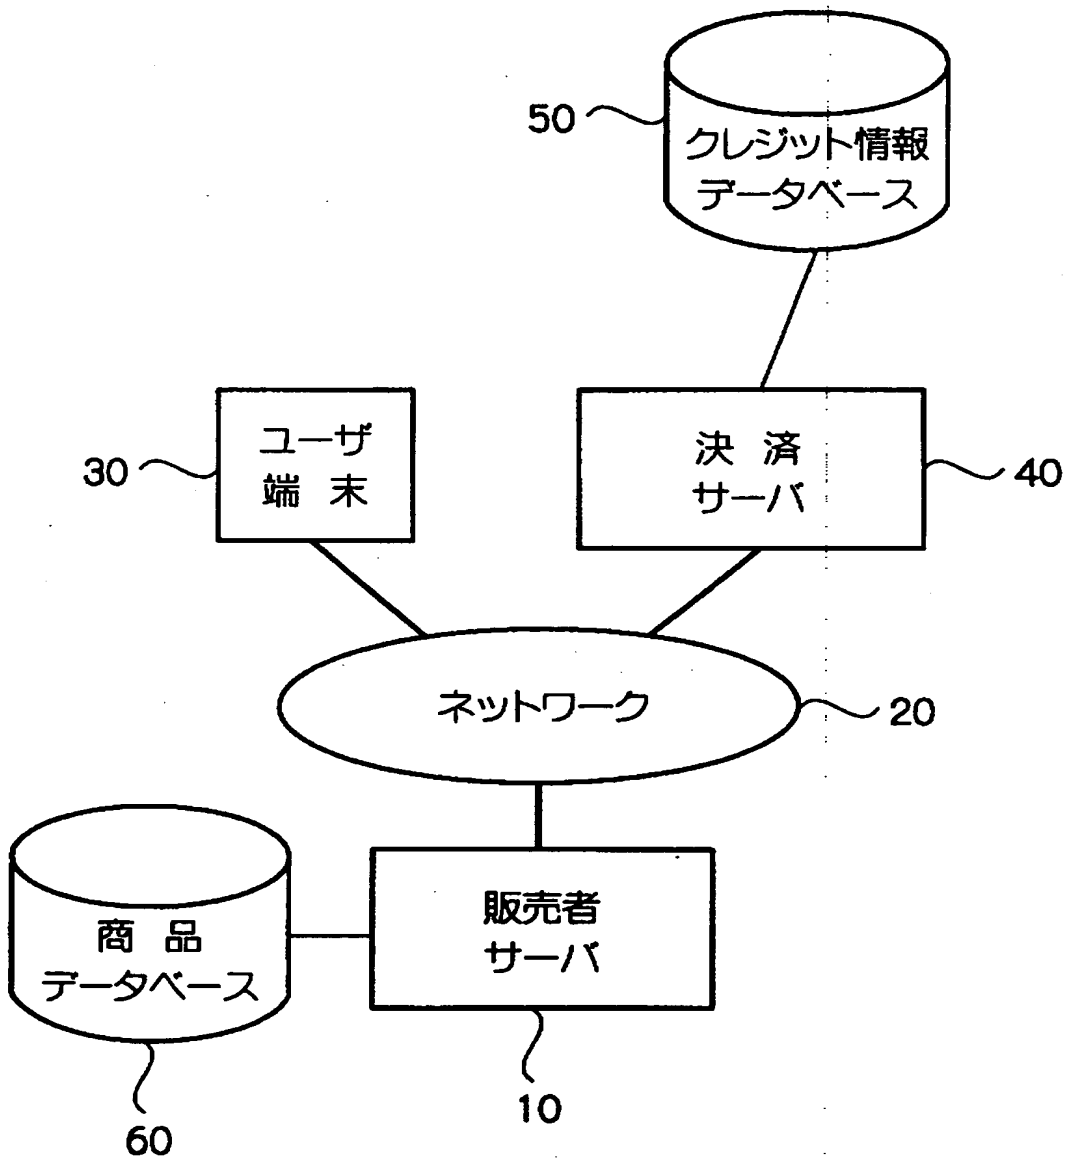 50
クレジット情報
データベース
30
ユーザ
端 末
決 済
サーバ
40
ネットワーク
20
商 品
データベース
販売者
サーバ
10
60